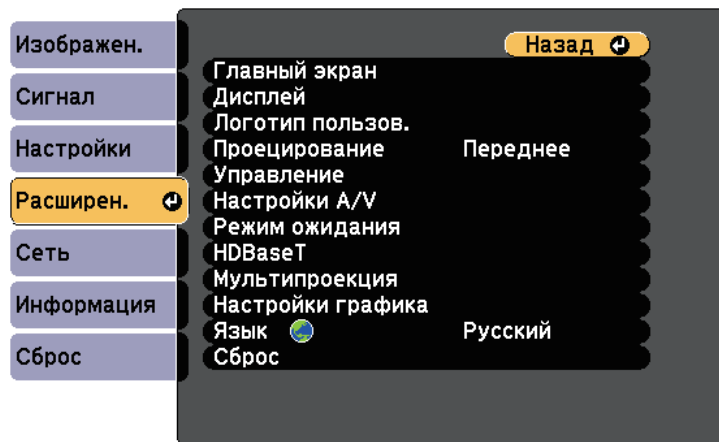 Изображен.
Сигнал
Настройки
Расширен.
Сеть
Информация
Сброс
Назад
Главный экран
Дисплей
Логотип пользов.
Проецирование Переднее
Управление
Настройки A/V
Режим ожидания
HDBaseT
Мультипроекция
Настройки графика
Язык Русский
Сброс